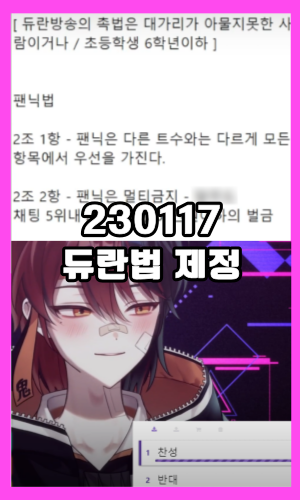 [ 듀란방송의 촉법은 대가리가 아물지못한 사
람이거나 / 초등학생 6학년이하 ]
팬닉법
2조 1항 - 팬닉은 다른 트수와는 다르게 모든
항목에서 우선을 가진다.
2조 2항 - 팬닉은 멀티금지 -
채팅 5위내
의 벌금
230117
듀란법 제정
鬼
1 찬성
2 반대